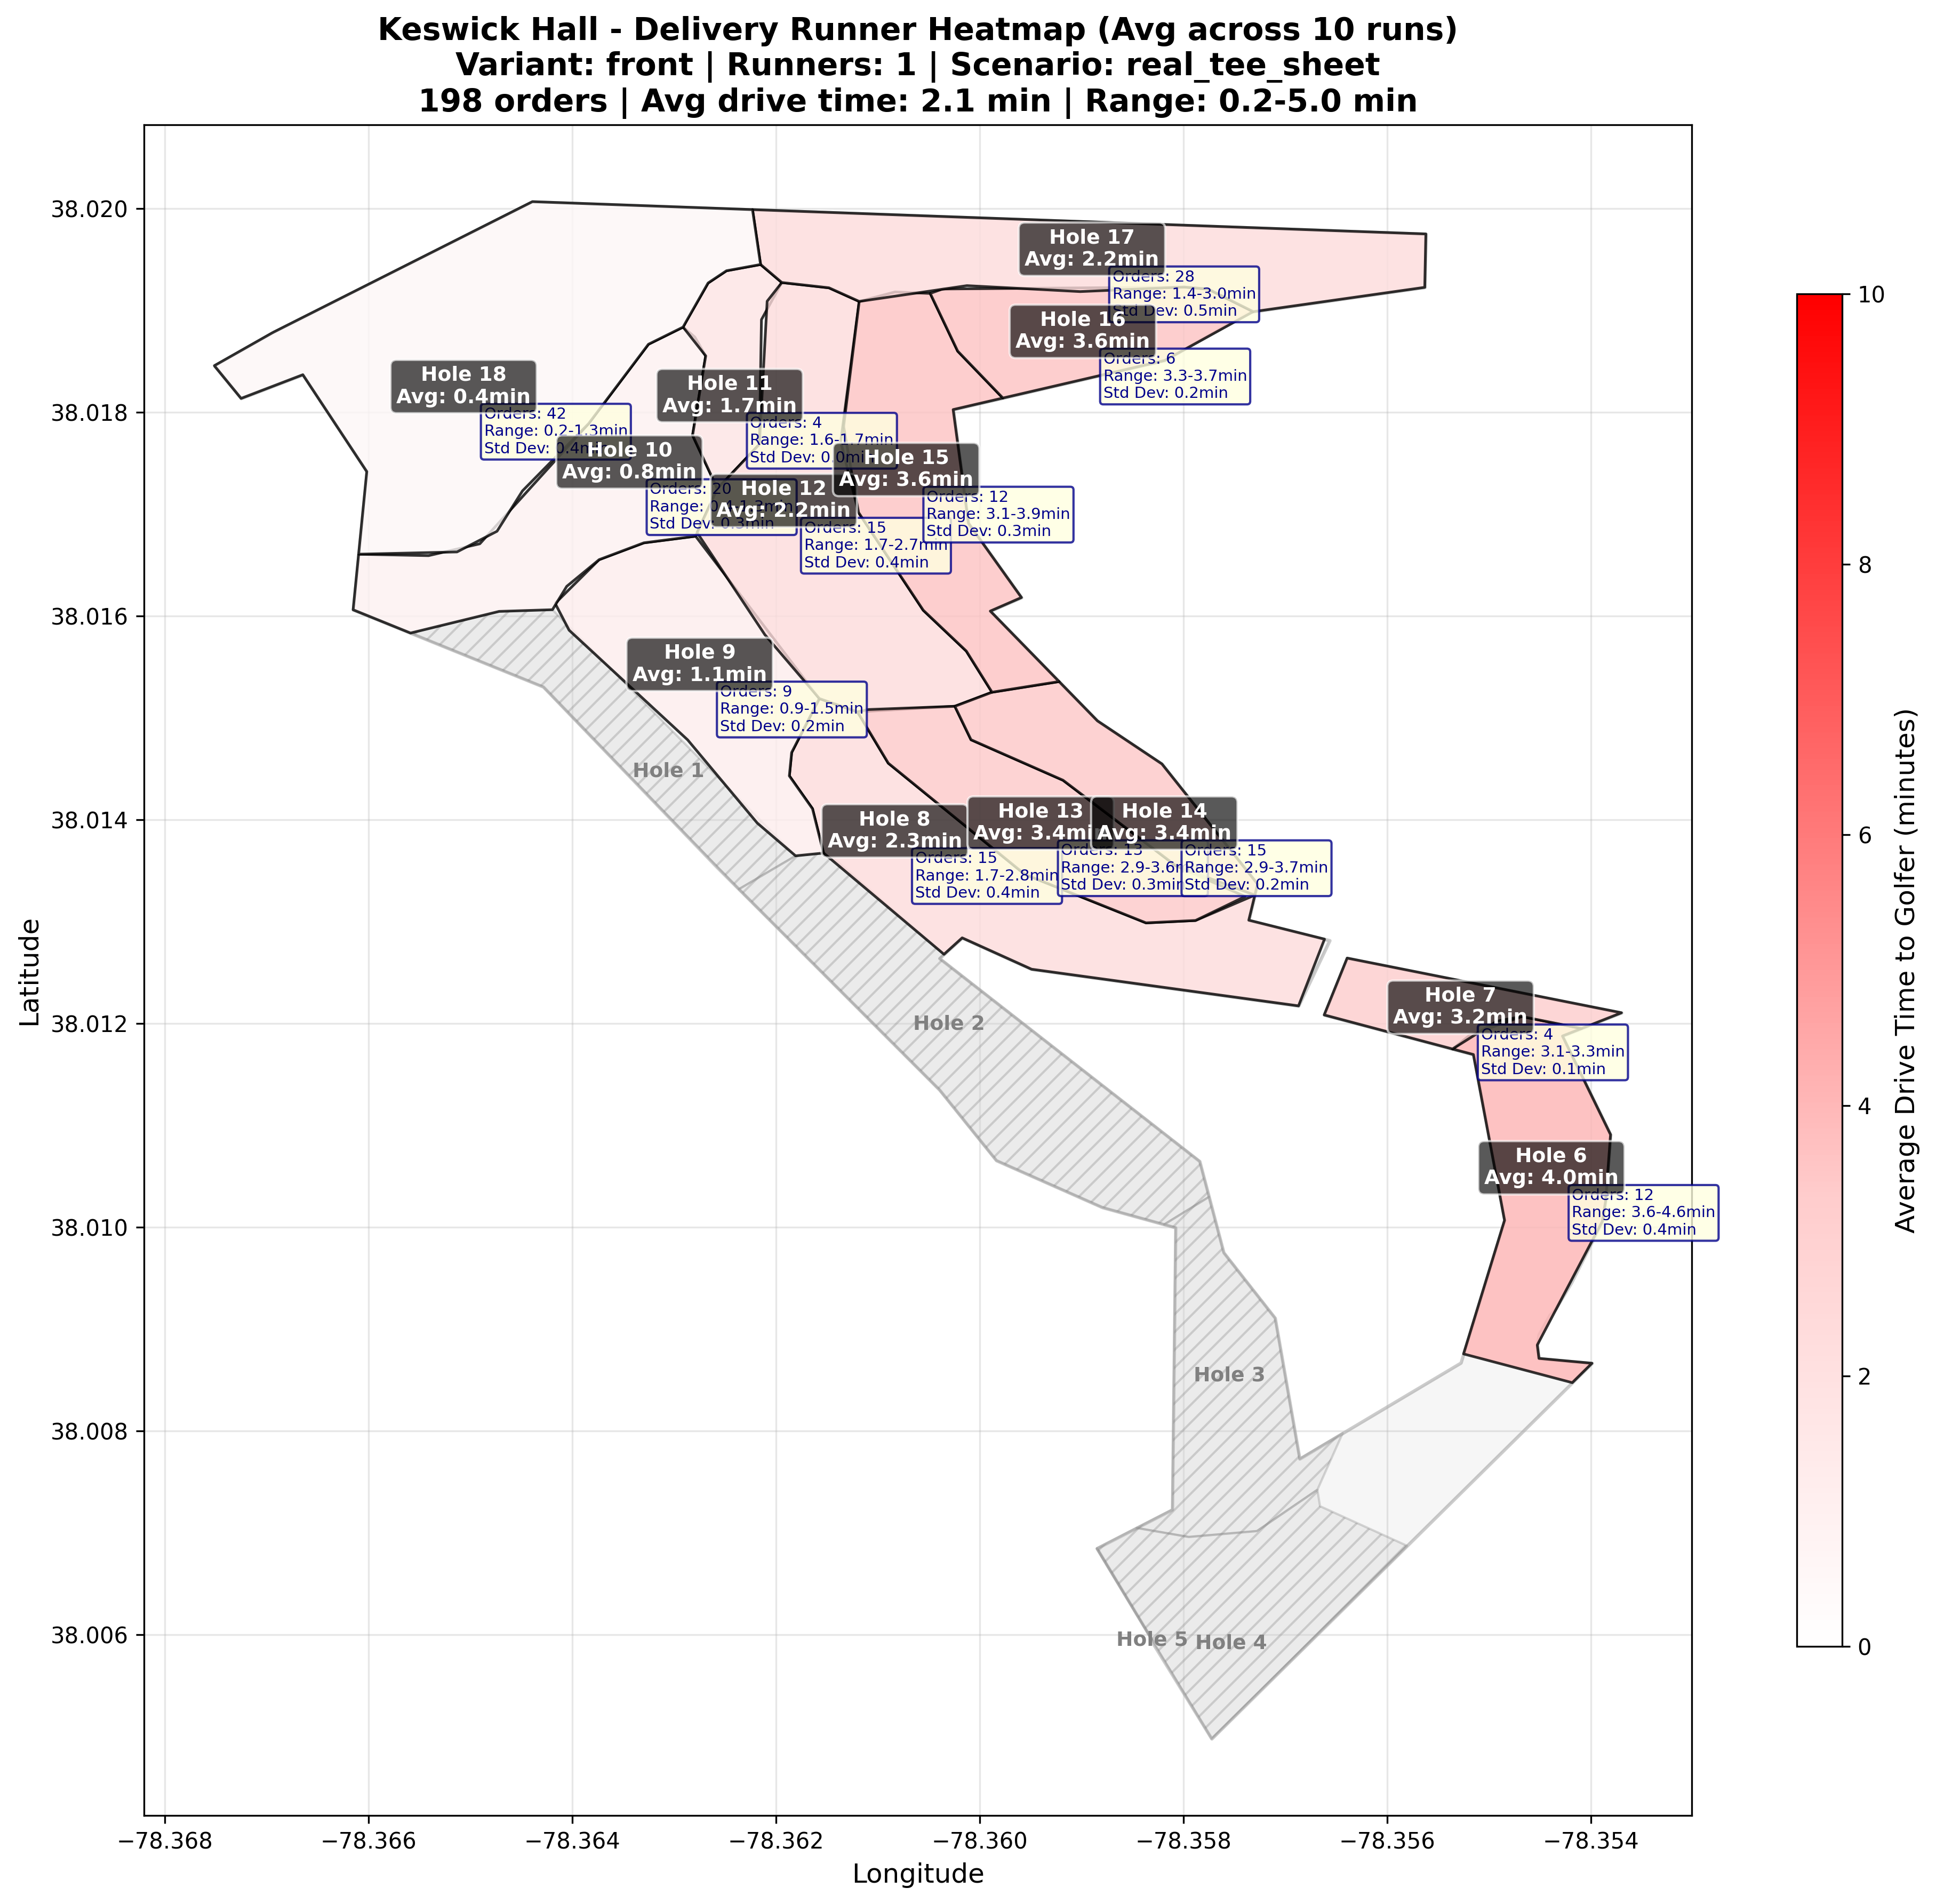 Keswick Hall - Delivery Runner Heatmap (Avg across 10 runs)
Variant: front | Runners: 1 | Scenario: real_tee_sheet
198 orders | Avg drive time: 2.1 min | Range: 0.2-5.0 min
Latitude
38.020
38.018
38.016
38.014
38.012
38.010
38.008
38.006
Hole 17
Avg: 2.2min
Orders: 28
Range: 1.4-3.0min
Std Dev: 0.5min
Hole 16
Avg: 3.6min
Orders: 6
Range: 3.3-3.7min
Std Dev: 0.2min
Hole 18
Avg: 0.4min
Orders: 42
Range: 0.2-1.3min
Std Dev: 0.4min
Hole 11
Avg: 1.7min
Orders: 4
Range: 1.6-1.7min
Std Dev: 0.0min
Hole 10
Avg: 0.8min
Orders: 20
Range:
Std Dev: 0.3min
Hole 15
Avg: 3.6min
Orders: 12
Range: 3.1-3.9min
Std Dev: 0.3min
Hole 12
Avg: 2.2min
Orders: 15
Range: 1.7-2.7min
Std Dev: 0.4min
Hole 9
Avg: 1.1min
Orders: 9
Range: 0.9-1.5min
Std Dev: 0.2min
Hole 1
Hole 8
Avg: 2.3min
Orders: 15
Range: 1.7-2.8min
Std Dev: 0.4min
Hole 13
Avg: 3.4min
Orders: 13
Range: 2.9-3.6m
Std Dev: 0.3min
Hole 14
Avg: 3.4min
Orders: 15
Range: 2.9-3.7min
Std Dev: 0.2min
Hole 2
Hole 7
Avg: 3.2min
Orders: 4
Range: 3.1-3.3min
Std Dev: 0.1min
Hole 6
Avg: 4.0min
Orders: 12
Range: 3.6-4.6min
Std Dev: 0.4min
Hole 3
Hole 5
Hole 4
−78.368
−78.366
−78.364
−78.362
−78.360
−78.358
−78.356
−78.354
Longitude
10
8
6
4
2
0
Average Drive Time to Golfer (minutes)